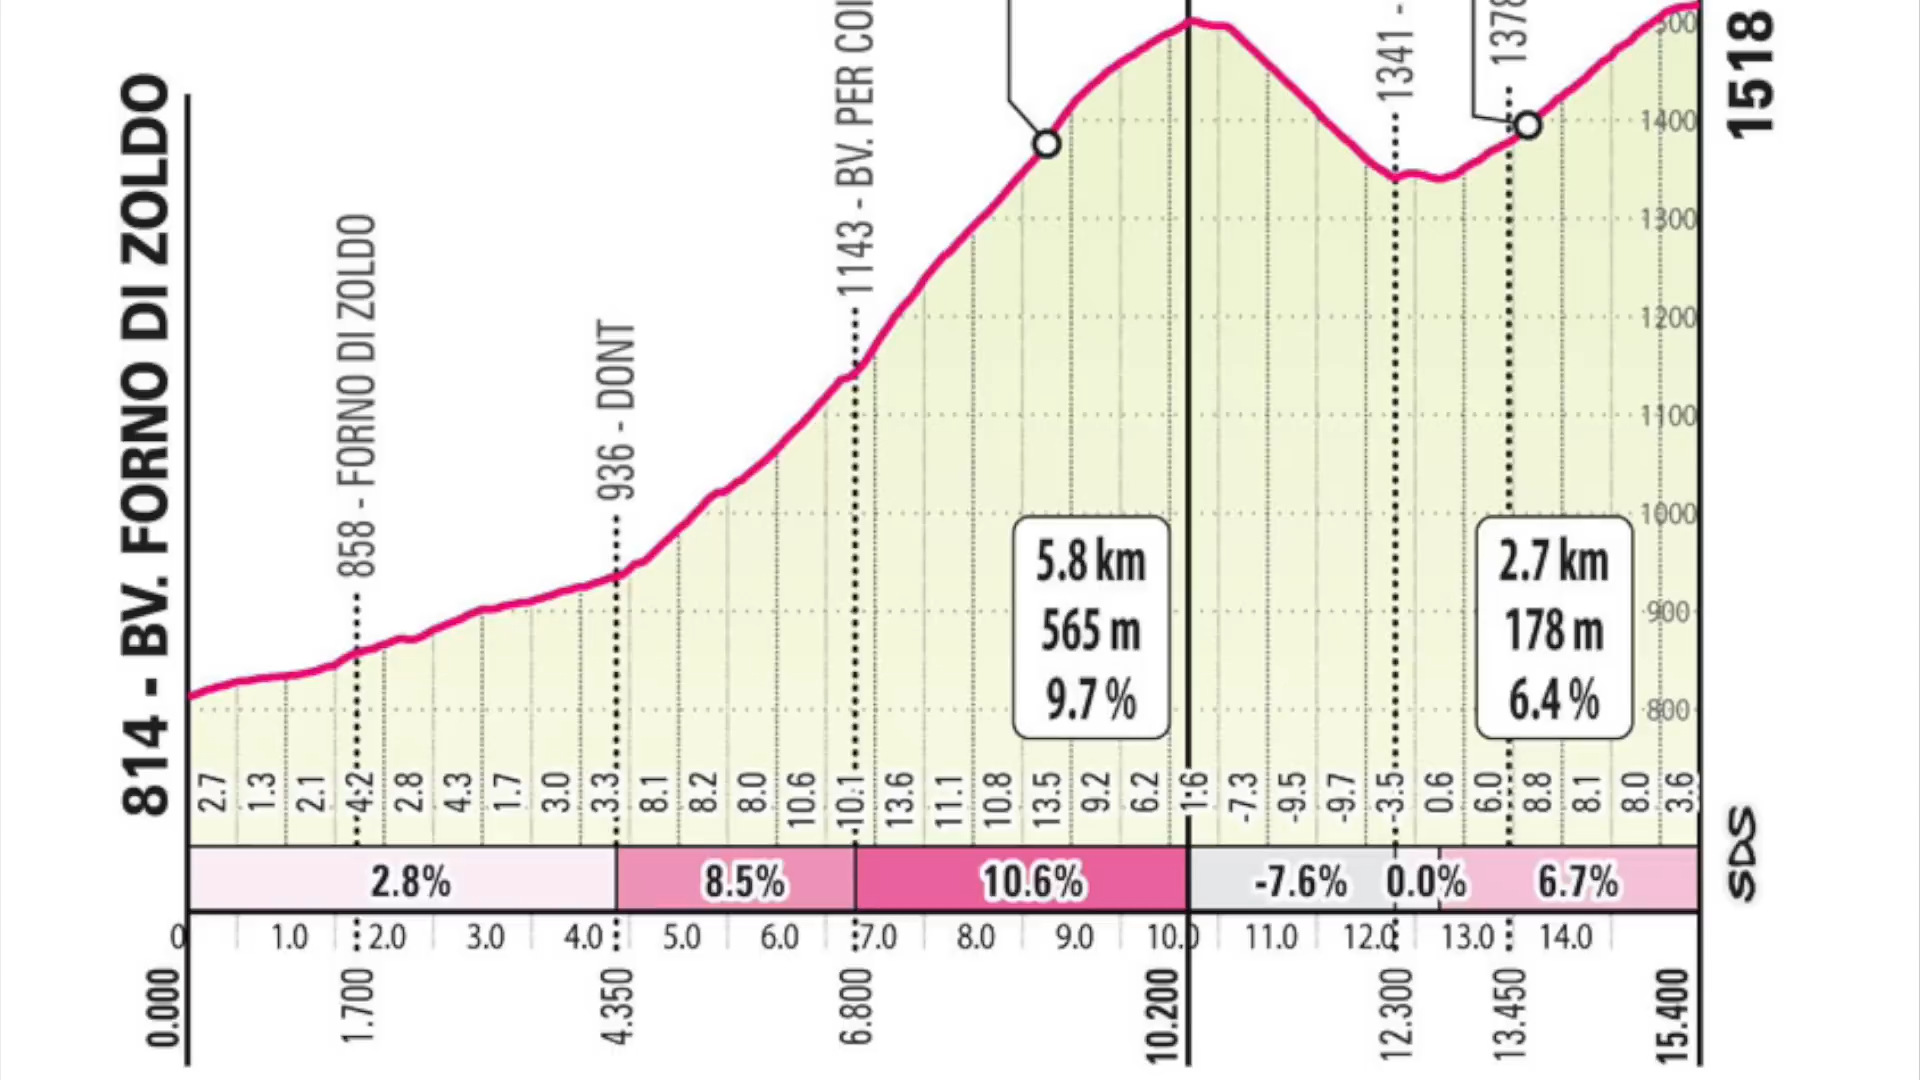 814 - BV. FORNO DI ZOLDO
858 - FORNO DI ZOLDO
936 - DONT
1143 - BV. PER
1341 -
1378
1518
1400
1300
1200
1100
1000
900
800
5.8 km
565 m
9.7 %
2.7 km
178 m
6.4 %
2.7 1.3 2.1 4.2 2.8 4.3 1.7 3.0 3.3 8.1 8.2 8.0 10.6 10.1 13.6 11.1 10.8 13.5 9.2 6.2 1.6 -7.3 -9.5 -9.7 -3.5 0.6 6.0 8.8 8.1 8.0 3.6
2.8% 8.5% 10.6% -7.6% 0.0% 6.7%
0 1.0 2.0 3.0 4.0 5.0 6.0 7.0 8.0 9.0 10.0 11.0 12.0 13.0 14.0
0.000 1.700 4.350 6.800 10.200 12.300 13.450 15.400
SDS